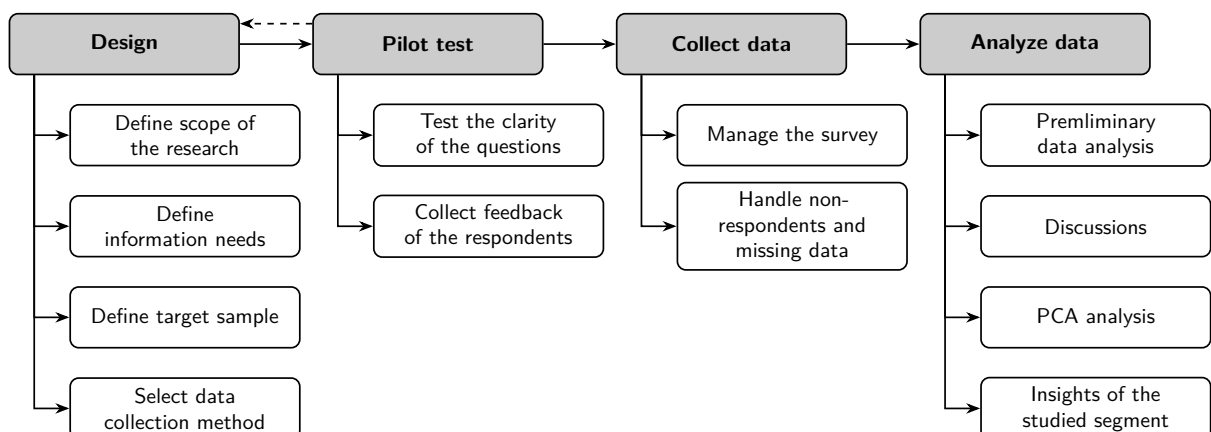 Design
Pilot test
Collect data
Analyze data
Define scope of
the research
Define
information needs
Define target sample
Select data
collection method
Test the clarity
of the questions
Collect feedback
of the respondents
Manage the survey
Handle non-
respondents and
missing data
Premliminary
data analysis
Discussions
PCA analysis
Insights of the
studied segment